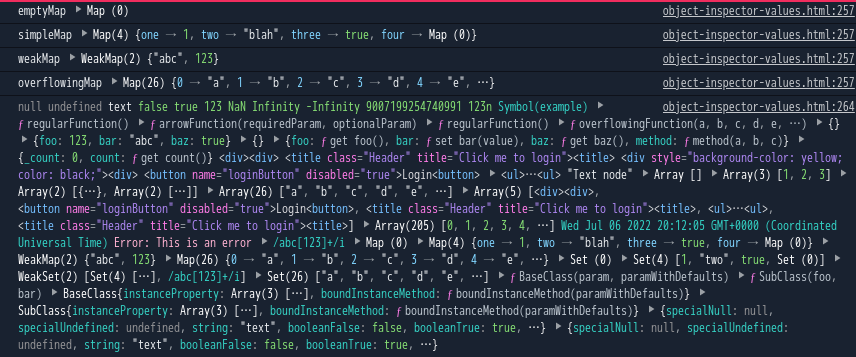 emptyMap ▶ Map (0) object-inspector-values.html:257
simpleMap ▶ Map(4) {one → 1, two → "blah", three → true, four → Map (0)} object-inspector-values.html:257
weakMap ▶ WeakMap(2) {"abc", 123} object-inspector-values.html:257
overflowingMap ▶ Map(26) {0 → "a", 1 → "b", 2 → "c", 3 → "d", 4 → "e", …} object-inspector-values.html:257
null undefined text false true 123 NaN Infinity -Infinity 9007199254740991 123n Symbol(example) ▶ object-inspector-values.html:264
ƒ regularFunction() ▶ ƒ arrowFunction(requiredParam, optionalParam) ▶ ƒ regularFunction() ▶ ƒ overflowingFunction(a, b, c, d, e, …) ▶ {}
▶ {foo: 123, bar: "abc", baz: true} ▶ {} ▶ {foo: ƒ get foo(), bar: ƒ set bar(value), baz: ƒ get baz(), method: ƒ method(a, b, c)} ▶
{_count: 0, count: ƒ get count()} <div><div> <title class="Header" title="Click me to login"><title> <div style="background-color: yellow;
color: black;"><div> <button name="loginButton" disabled="true">Login<button> ▶ <ul>…<ul> "Text node" ▶ Array [] ▶ Array(3) [1, 2, 3] ▶
Array(2) [{…}, Array(2) […]] ▶ Array(26) ["a", "b", "c", "d", "e", …] ▶ Array(5) [<div><div>,
<button name="loginButton" disabled="true">Login<button>, <title class="Header" title="Click me to login"><title>, <ul>…<ul>,
<title class="Header" title="Click me to login"><title>] ▶ Array(205) [0, 1, 2, 3, 4, …] Wed Jul 06 2022 20:12:05 GMT+0000 (Coordinated
Universal Time) Error: This is an error ▶ /abc[123]+/i ▶ Map (0) ▶ Map(4) {one → 1, two → "blah", three → true, four → Map (0)} ▶
WeakMap(2) {"abc", 123} ▶ Map(26) {0 → "a", 1 → "b", 2 → "c", 3 → "d", 4 → "e", …} ▶ Set (0) ▶ Set(4) [1, "two", true, Set (0)] ▶
WeakSet(2) [Set(4) […], /abc[123]+/i] ▶ Set(26) ["a", "b", "c", "d", "e", …] ▶ ƒ BaseClass(param, paramWithDefaults) ▶ ƒ SubClass(foo,
bar) ▶ BaseClass{instanceProperty: Array(3) […], boundInstanceMethod: ƒ boundInstanceMethod(paramWithDefaults)} ▶
SubClass{instanceProperty: Array(3) […], boundInstanceMethod: ƒ boundInstanceMethod(paramWithDefaults)} ▶ {specialNull: null,
specialUndefined: undefined, string: "text", booleanFalse: false, booleanTrue: true, …} ▶ {specialNull: null, specialUndefined:
undefined, string: "text", booleanFalse: false, booleanTrue: true, …}